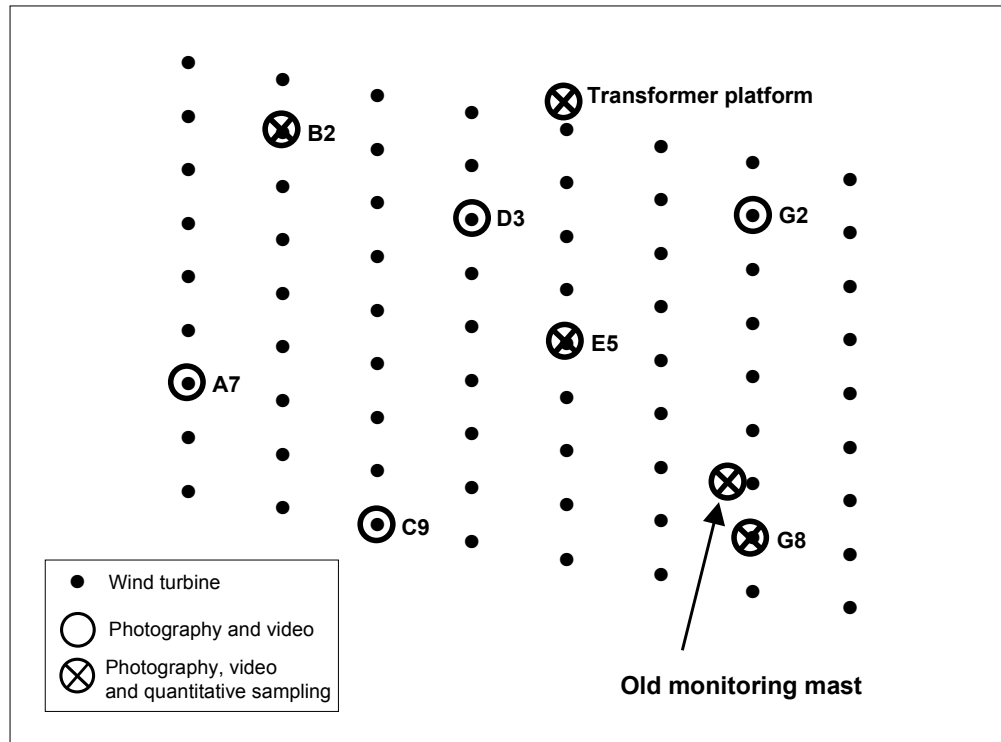 Transformer platform
B2
D3
G2
E5
A7
C9
G8
Wind turbine
Photography and video
Photography, video
and quantitative sampling
Old monitoring mast